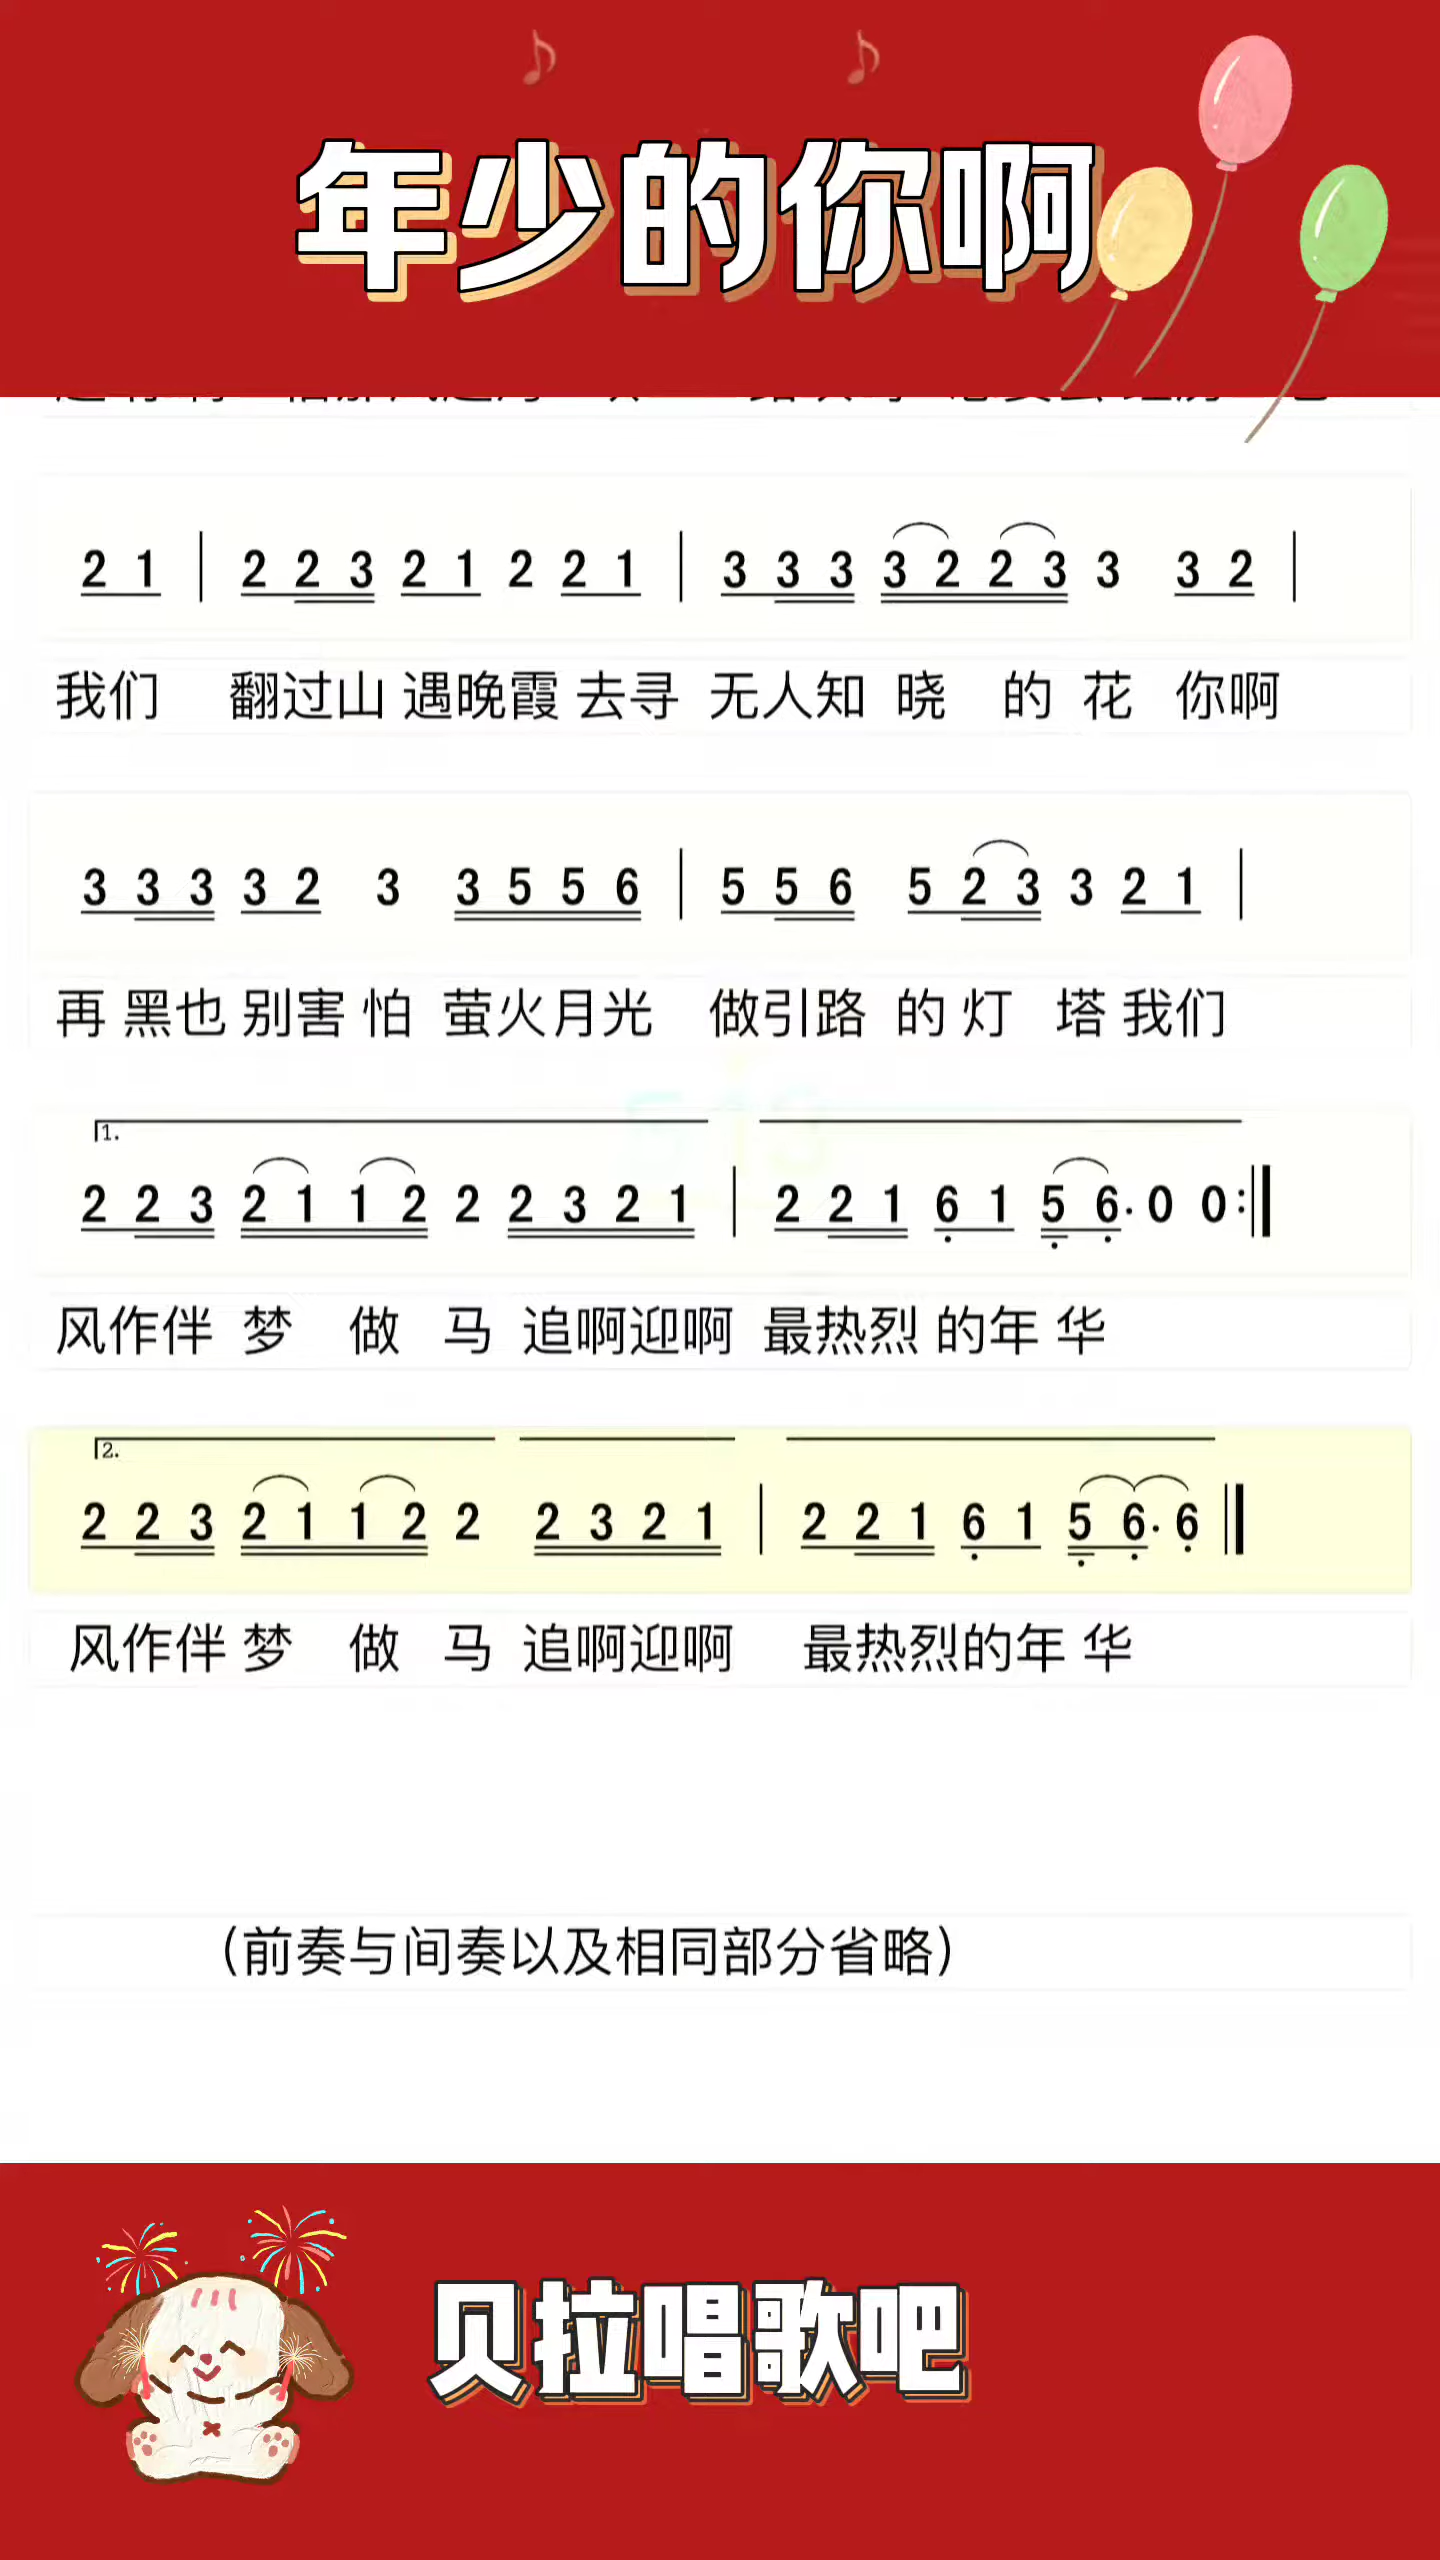 年少的你啊
2 1 | 2 2 3 2 1 2 2 1 | 3 3 3 3 2 2 3 3 3 2 |
我们 翻过山 遇晚霞 去寻 无人知 晓 的 花 你啊
3 3 3 3 2 3 3 5 5 6 | 5 5 6 5 2 3 3 2 1 |
再 黑也 别害 怕 萤火月光 做引路 的 灯 塔 我们
1.
2 2 3 2 1 1 2 2 2 3 2 1 | 2 2 1 6 1 5 6. 0 0 :||
风作伴 梦 做 马 追啊迎啊 最热烈 的年 华
2.
2 2 3 2 1 1 2 2 2 3 2 1 | 2 2 1 6 1 5 6. 6 ||
风作伴 梦 做 马 追啊迎啊 最热烈的年 华
(前奏与间奏以及相同部分省略)
贝拉唱歌吧